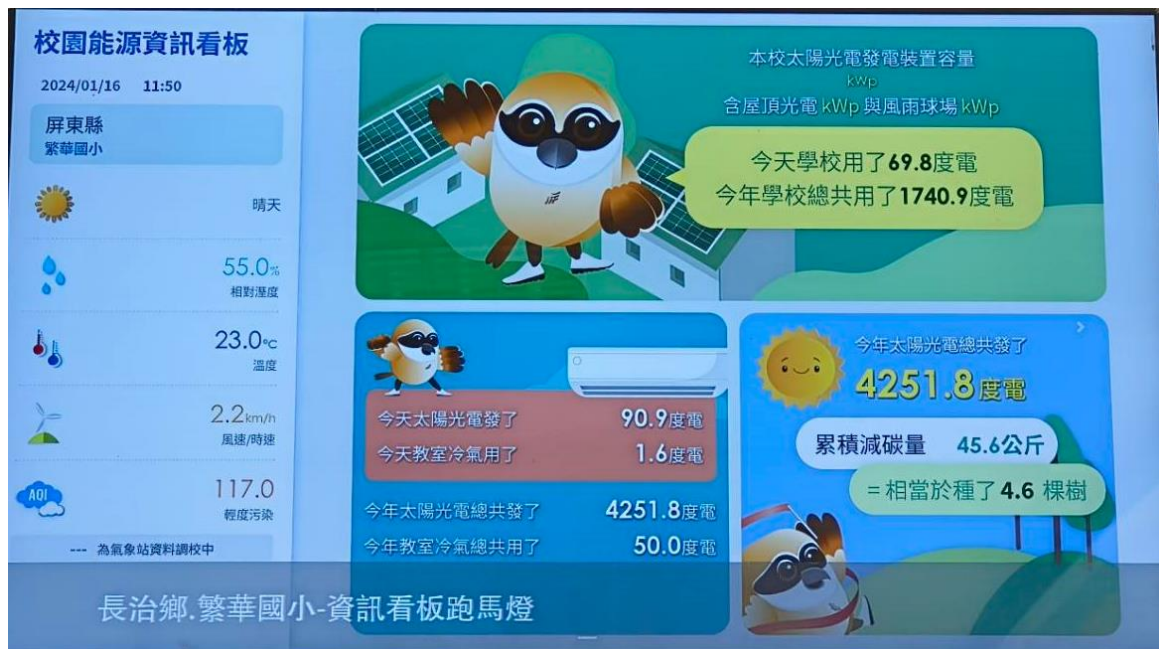 校園能源資訊看板
2024/01/16 11:50
屏東縣
繁華國小
晴天
55.0%
相對溼度
23.0°C
溫度
2.2km/h
風速/時速
AQI
117.0
輕度污染
--- 為氣象站資料調校中
本校太陽光電發電裝置容量
kWp
含屋頂光電 kWp 與風雨球場 kWp
今天學校用了69.8度電
今年學校總共用了1740.9度電
今天太陽光電發了 90.9度電
今天教室冷氣用了 1.6度電
今年太陽光電總共發了 4251.8度電
今年教室冷氣總共用了 50.0度電
今年太陽光電總共發了
4251.8度電
累積減碳量 45.6公斤
=相當於種了 4.6 棵樹
長治鄉.繁華國小-資訊看板跑馬燈